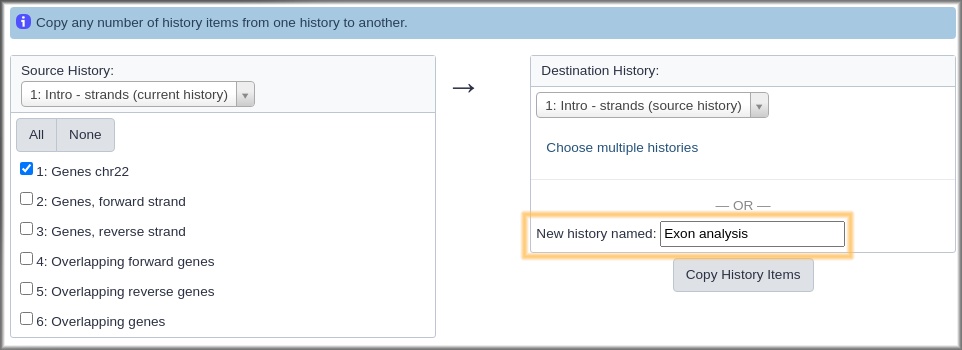 Copy any number of history items from one history to another.
Source History:
1: Intro - strands (current history)
All None
1: Genes chr22
2: Genes, forward strand
3: Genes, reverse strand
4: Overlapping forward genes
5: Overlapping reverse genes
6: Overlapping genes
→
Destination History:
1: Intro - strands (source history)
Choose multiple histories
— OR —
New history named: Exon analysis
Copy History Items